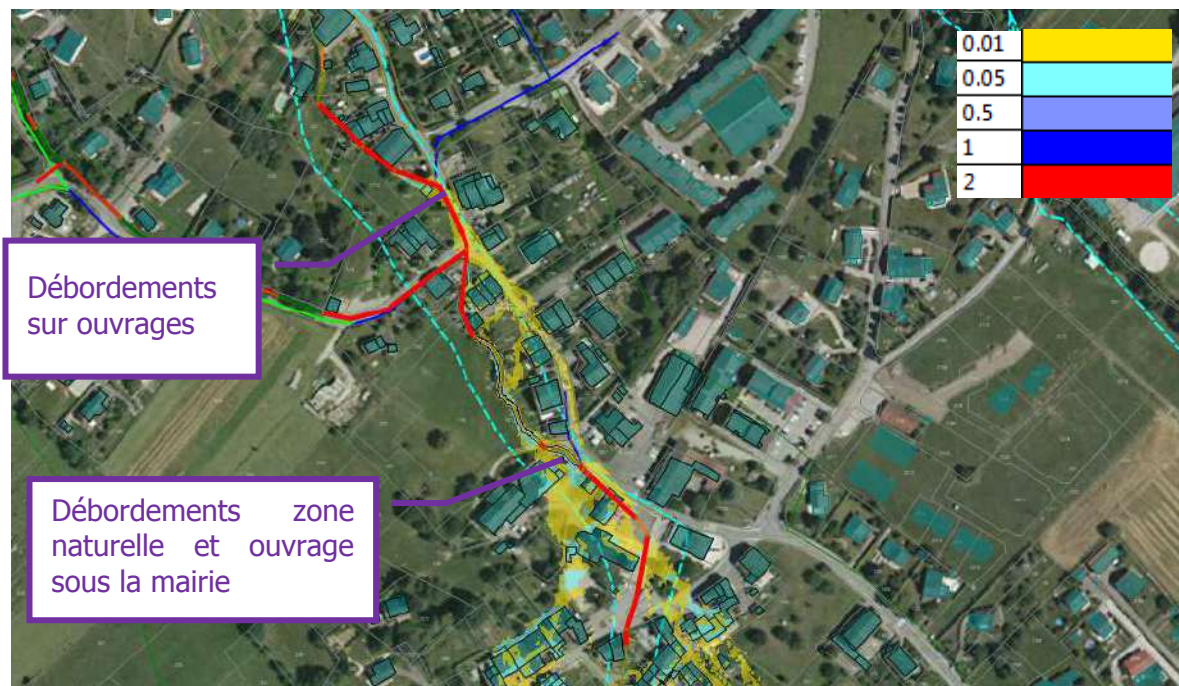 0.01
0.05
0.5
1
2
Débordements
sur ouvrages
Débordements zone
naturelle et ouvrage
sous la mairie